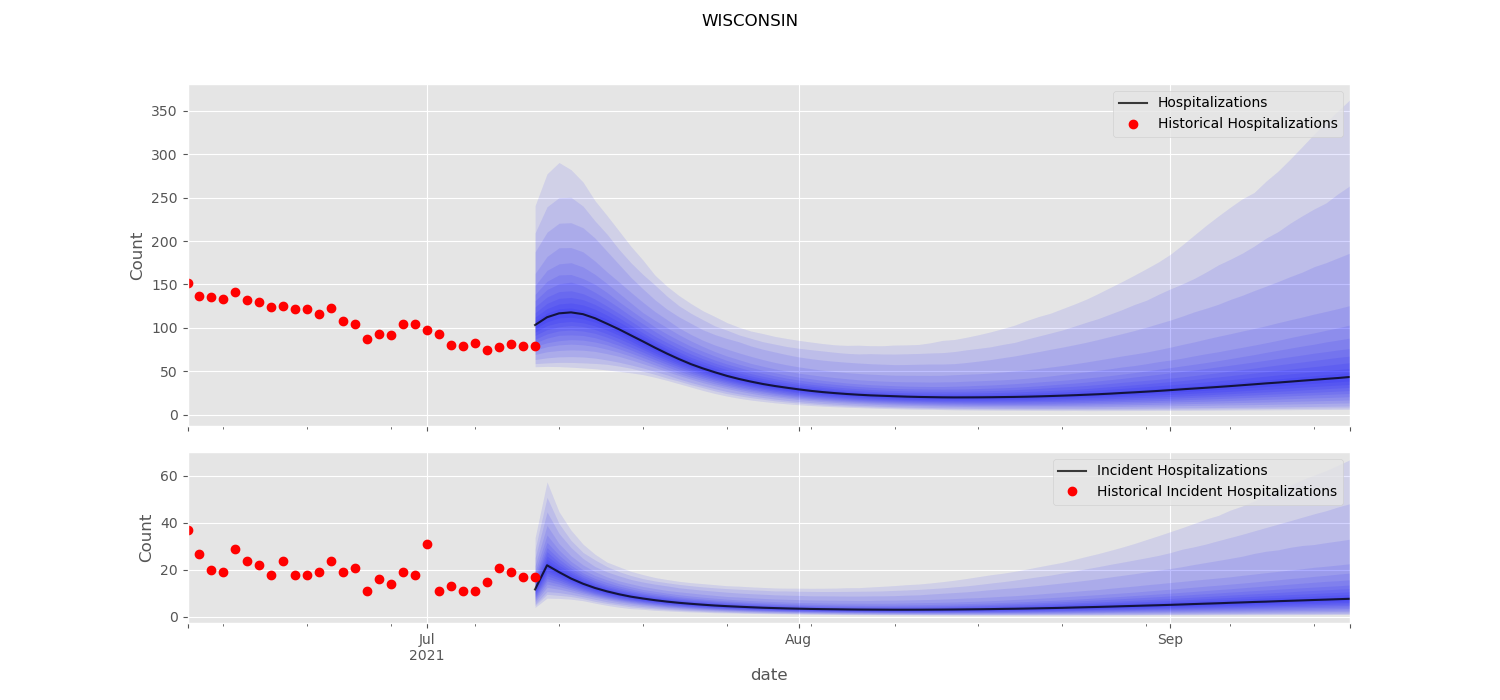 WISCONSIN
350
300
250
200
150
100
50
0
Count
Hospitalizations
Historical Hospitalizations
60
40
20
0
Count
Incident Hospitalizations
Historical Incident Hospitalizations
Jul
2021
Aug
Sep
date